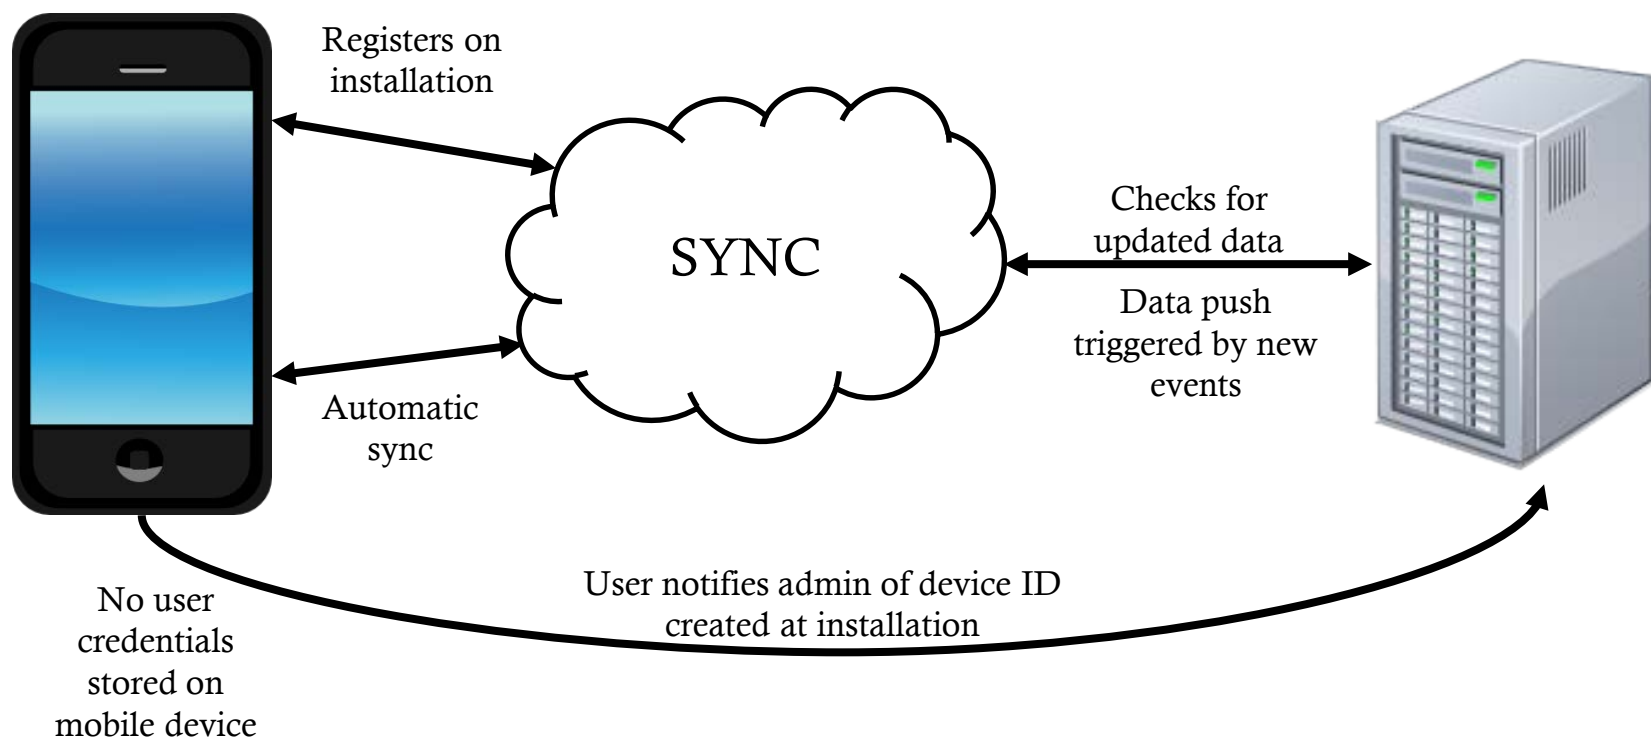 Registers on
installation
SYNC
Checks for
updated data
Data push
triggered by new
events
Automatic
sync
User notifies admin of device ID
created at installation
No user
credentials
stored on
mobile device